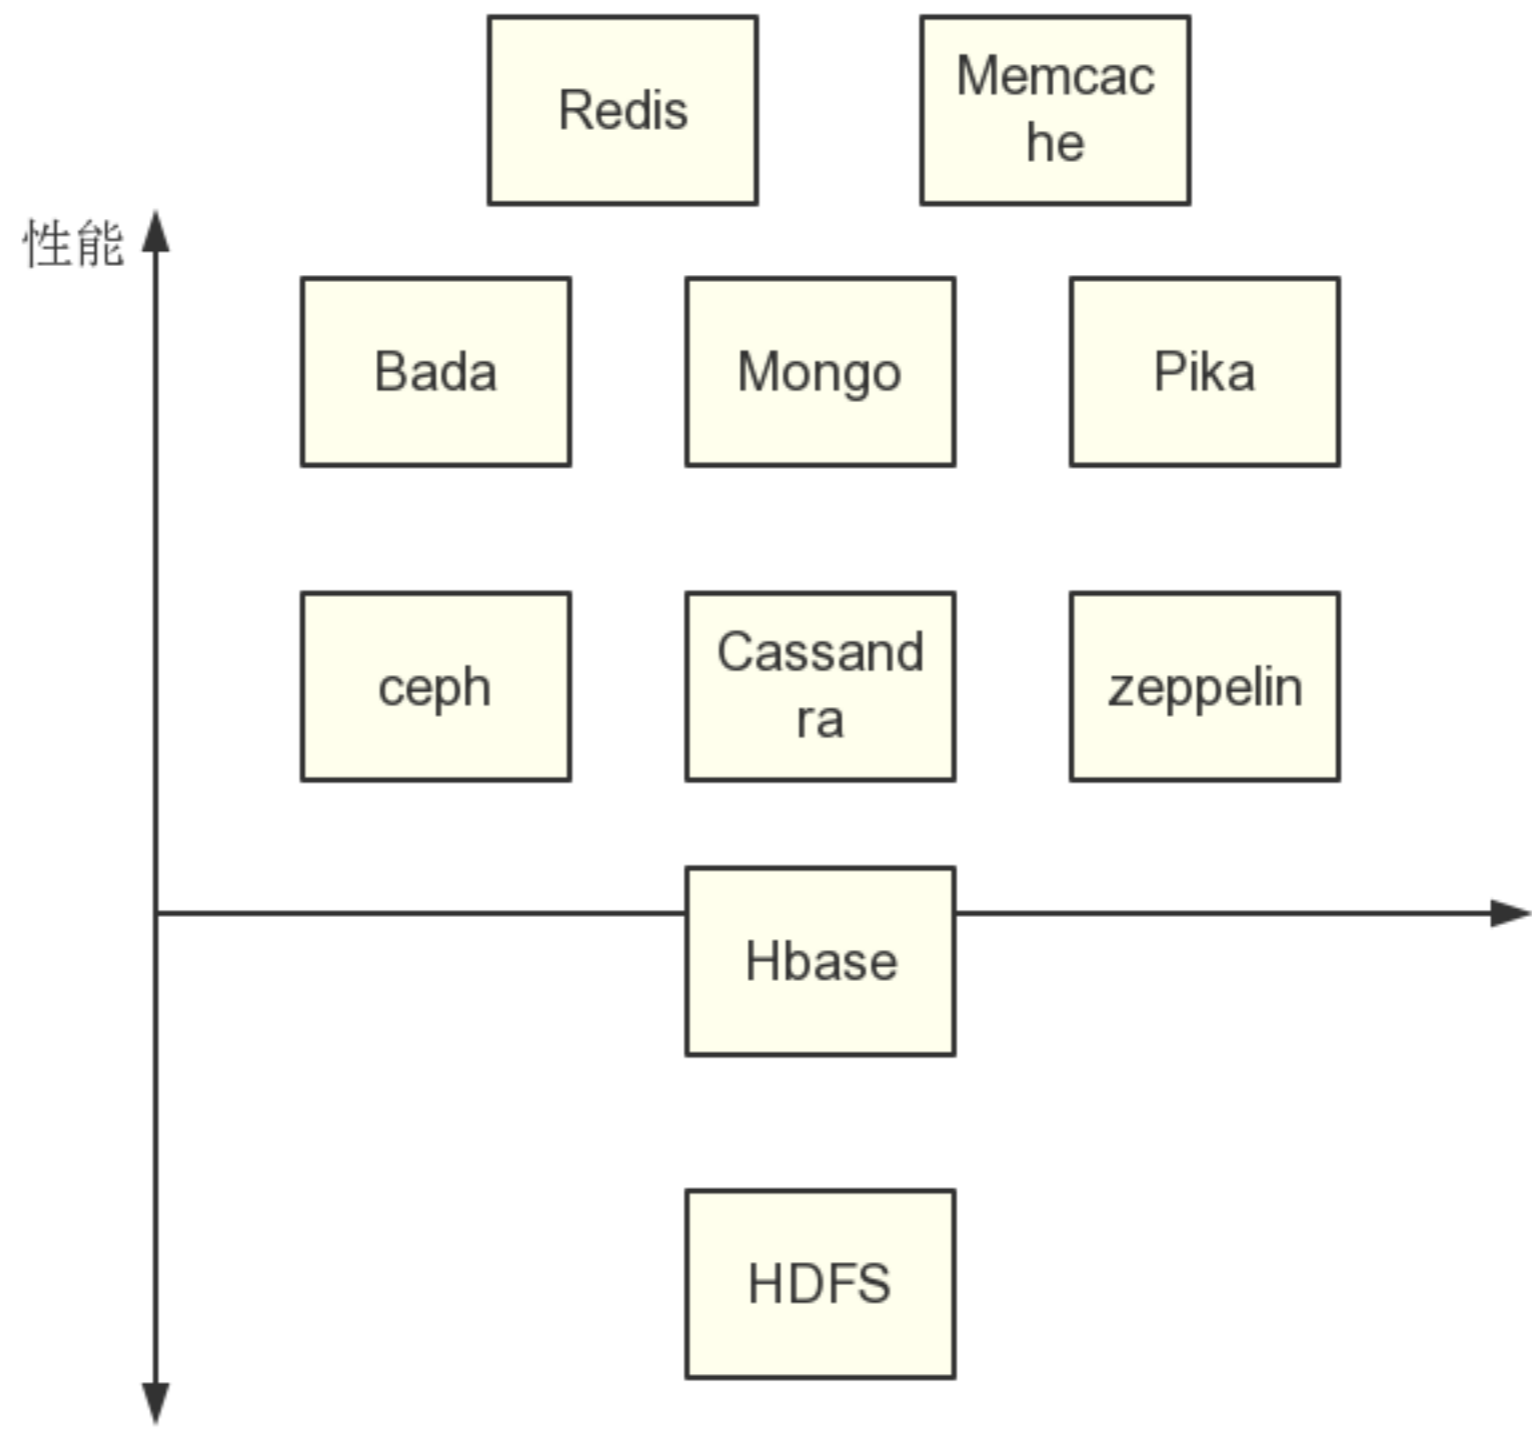 Redis
Memcac
he
性能
Bada
Mongo
Pika
ceph
Cassand
ra
zeppelin
Hbase
HDFS